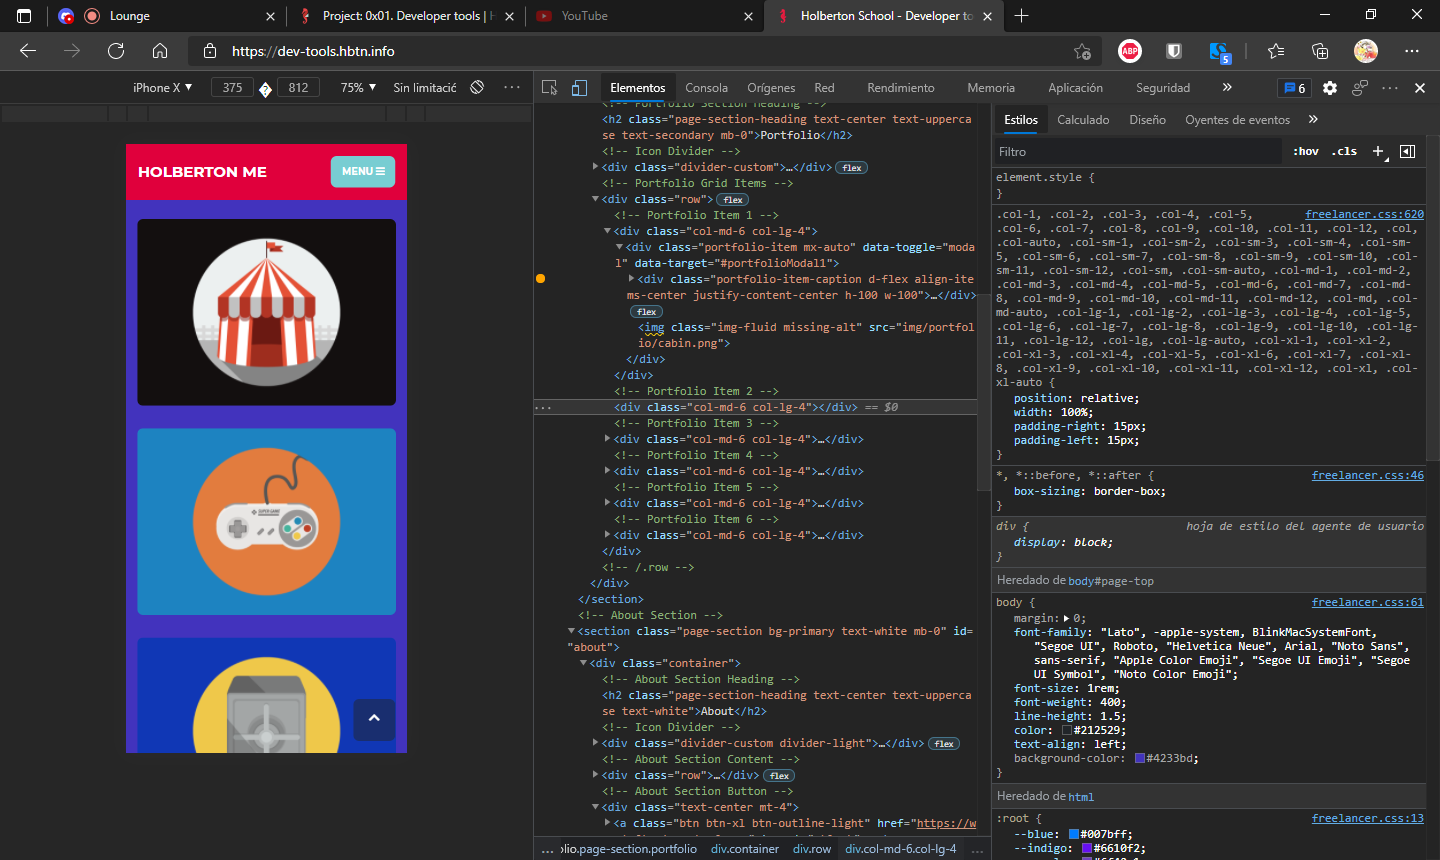 Lounge
Project: 0x01. Developer tools | H
YouTube
Holberton School - Developer to
https://dev-tools.hbtn.info
ABP
5
iPhone X ▼ 375 812 75% ▼ Sin limitació
HOLBERTON ME
MENU
SUPER GAME
Elementos Consola Orígenes Red Rendimiento Memoria Aplicación Seguridad » 6
<!-- Portfolio Section Heading -->
<h2 class="page-section-heading text-center text-upperca
se text-secondary mb-0">Portfolio</h2>
<!-- Icon Divider -->
<div class="divider-custom">…</div> flex
<!-- Portfolio Grid Items -->
<div class="row"> flex
<!-- Portfolio Item 1 -->
<div class="col-md-6 col-lg-4">
<div class="portfolio-item mx-auto" data-toggle="moda
l" data-target="#portfolioModal1">
<div class="portfolio-item-caption d-flex align-ite
ms-center justify-content-center h-100 w-100">…</div>
flex
<img class="img-fluid missing-alt" src="img/portfol
io/cabin.png">
</div>
</div>
<!-- Portfolio Item 2 -->
<div class="col-md-6 col-lg-4"></div> == $0
<!-- Portfolio Item 3 -->
<div class="col-md-6 col-lg-4">…</div>
<!-- Portfolio Item 4 -->
<div class="col-md-6 col-lg-4">…</div>
<!-- Portfolio Item 5 -->
<div class="col-md-6 col-lg-4">…</div>
<!-- Portfolio Item 6 -->
<div class="col-md-6 col-lg-4">…</div>
</div>
<!-- /.row -->
</div>
</section>
<!-- About Section -->
<section class="page-section bg-primary text-white mb-0" id=
"about">
<div class="container">
<!-- About Section Heading -->
<h2 class="page-section-heading text-center text-upperca
se text-white">About</h2>
<!-- Icon Divider -->
<div class="divider-custom divider-light">…</div> flex
<!-- About Section Content -->
<div class="row">…</div> flex
<!-- About Section Button -->
<div class="text-center mt-4">
<a class="btn btn-xl btn-outline-light" href="https://w
… olio.page-section.portfolio div.container div.row div.col-md-6.col-lg-4 …
Estilos Calculado Diseño Oyentes de eventos »
Filtro :hov .cls +
element.style {
}
.col-1, .col-2, .col-3, .col-4, .col-5, freelancer.css:620
.col-6, .col-7, .col-8, .col-9, .col-10, .col-11, .col-12, .col,
.col-auto, .col-sm-1, .col-sm-2, .col-sm-3, .col-sm-4, .col-sm-
5, .col-sm-6, .col-sm-7, .col-sm-8, .col-sm-9, .col-sm-10, .col-
sm-11, .col-sm-12, .col-sm, .col-sm-auto, .col-md-1, .col-md-2,
.col-md-3, .col-md-4, .col-md-5, .col-md-6, .col-md-7, .col-md-
8, .col-md-9, .col-md-10, .col-md-11, .col-md-12, .col-md, .col-
md-auto, .col-lg-1, .col-lg-2, .col-lg-3, .col-lg-4, .col-lg-5,
.col-lg-6, .col-lg-7, .col-lg-8, .col-lg-9, .col-lg-10, .col-lg-
11, .col-lg-12, .col-lg, .col-lg-auto, .col-xl-1, .col-xl-2,
.col-xl-3, .col-xl-4, .col-xl-5, .col-xl-6, .col-xl-7, .col-xl-
8, .col-xl-9, .col-xl-10, .col-xl-11, .col-xl-12, .col-xl, .col-
xl-auto {
position: relative;
width: 100%;
padding-right: 15px;
padding-left: 15px;
}
*, *::before, *::after { freelancer.css:46
box-sizing: border-box;
}
div { hoja de estilo del agente de usuario
display: block;
}
Heredado de body#page-top
body { freelancer.css:61
margin: 0;
font-family: "Lato", -apple-system, BlinkMacSystemFont,
"Segoe UI", Roboto, "Helvetica Neue", Arial, "Noto Sans",
sans-serif, "Apple Color Emoji", "Segoe UI Emoji", "Segoe
UI Symbol", "Noto Color Emoji";
font-size: 1rem;
font-weight: 400;
line-height: 1.5;
color: #212529;
text-align: left;
background-color: #4233bd;
}
Heredado de html
:root { freelancer.css:13
--blue: #007bff;
--indigo: #6610f2;